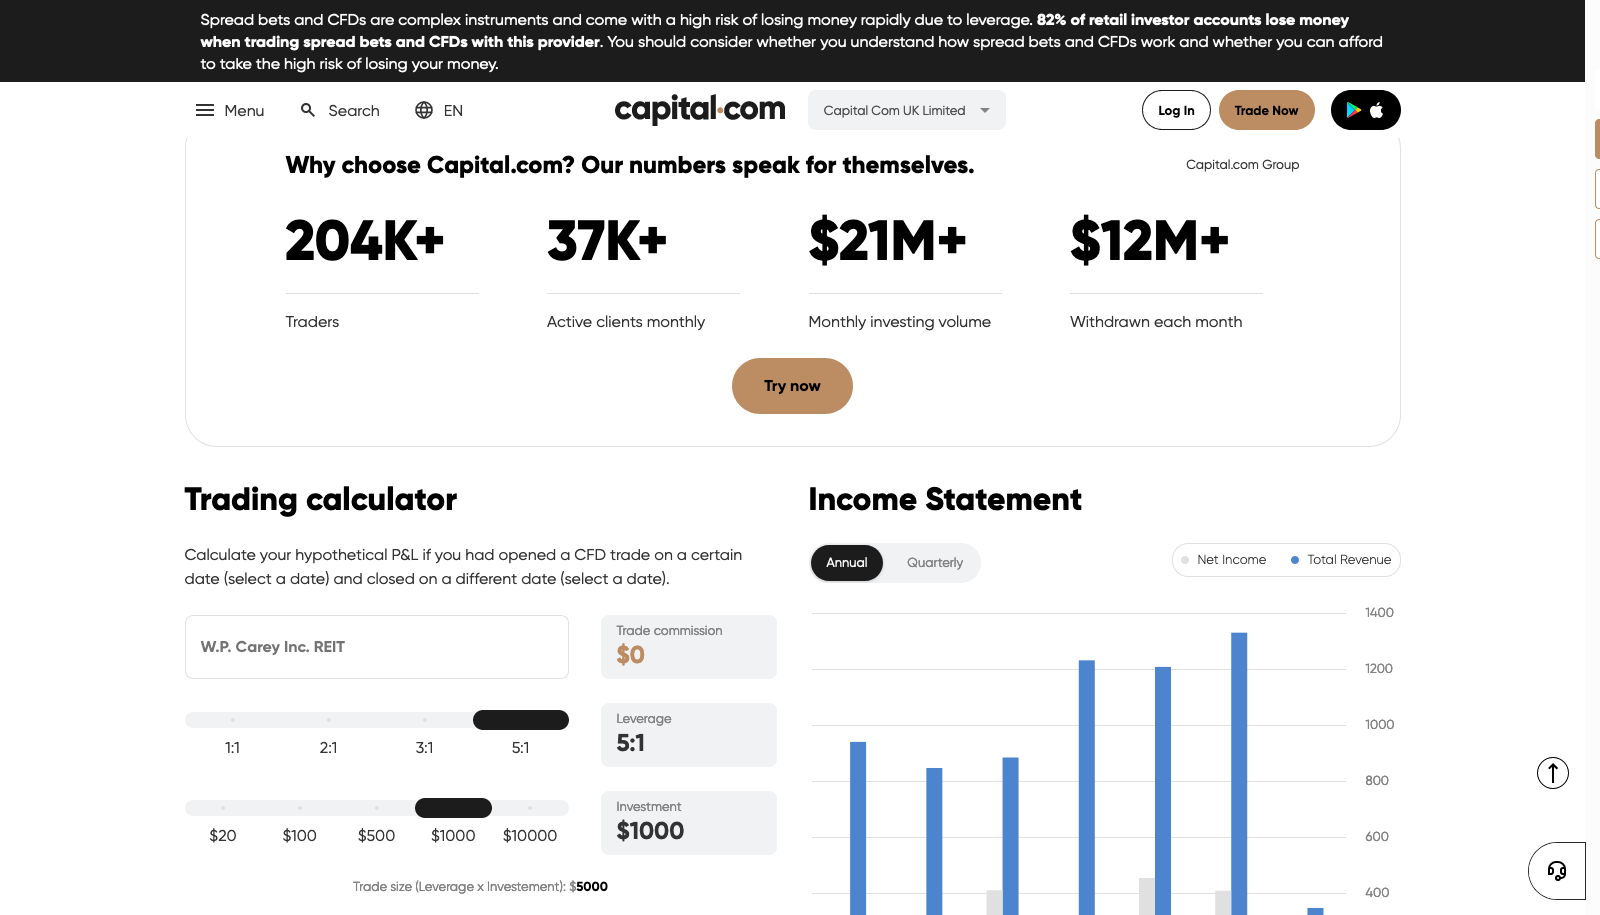 Spread bets and CFDs are complex instruments and come with a high risk of losing money rapidly due to leverage. 82% of retail investor accounts lose money
when trading spread bets and CFDs with this provider. You should consider whether you understand how spread bets and CFDs work and whether you can afford
to take the high risk of losing your money.
Menu Search EN capital.com Capital Com UK Limited Log In Trade Now
Why choose Capital.com? Our numbers speak for themselves. Capital.com Group
204K+ 37K+ $21M+ $12M+
Traders Active clients monthly Monthly investing volume Withdrawn each month
Try now
Trading calculator
Calculate your hypothetical P&L if you had opened a CFD trade on a certain
date (select a date) and closed on a different date (select a date).
W.P. Carey Inc. REIT
Trade commission
$0
1:1 2:1 3:1 5:1
Leverage
5:1
$20 $100 $500 $1000 $10000
Investment
$1000
Trade size (Leverage x Investement): $5000
Income Statement
Annual Quarterly
Net Income Total Revenue
1400
1200
1000
800
600
400